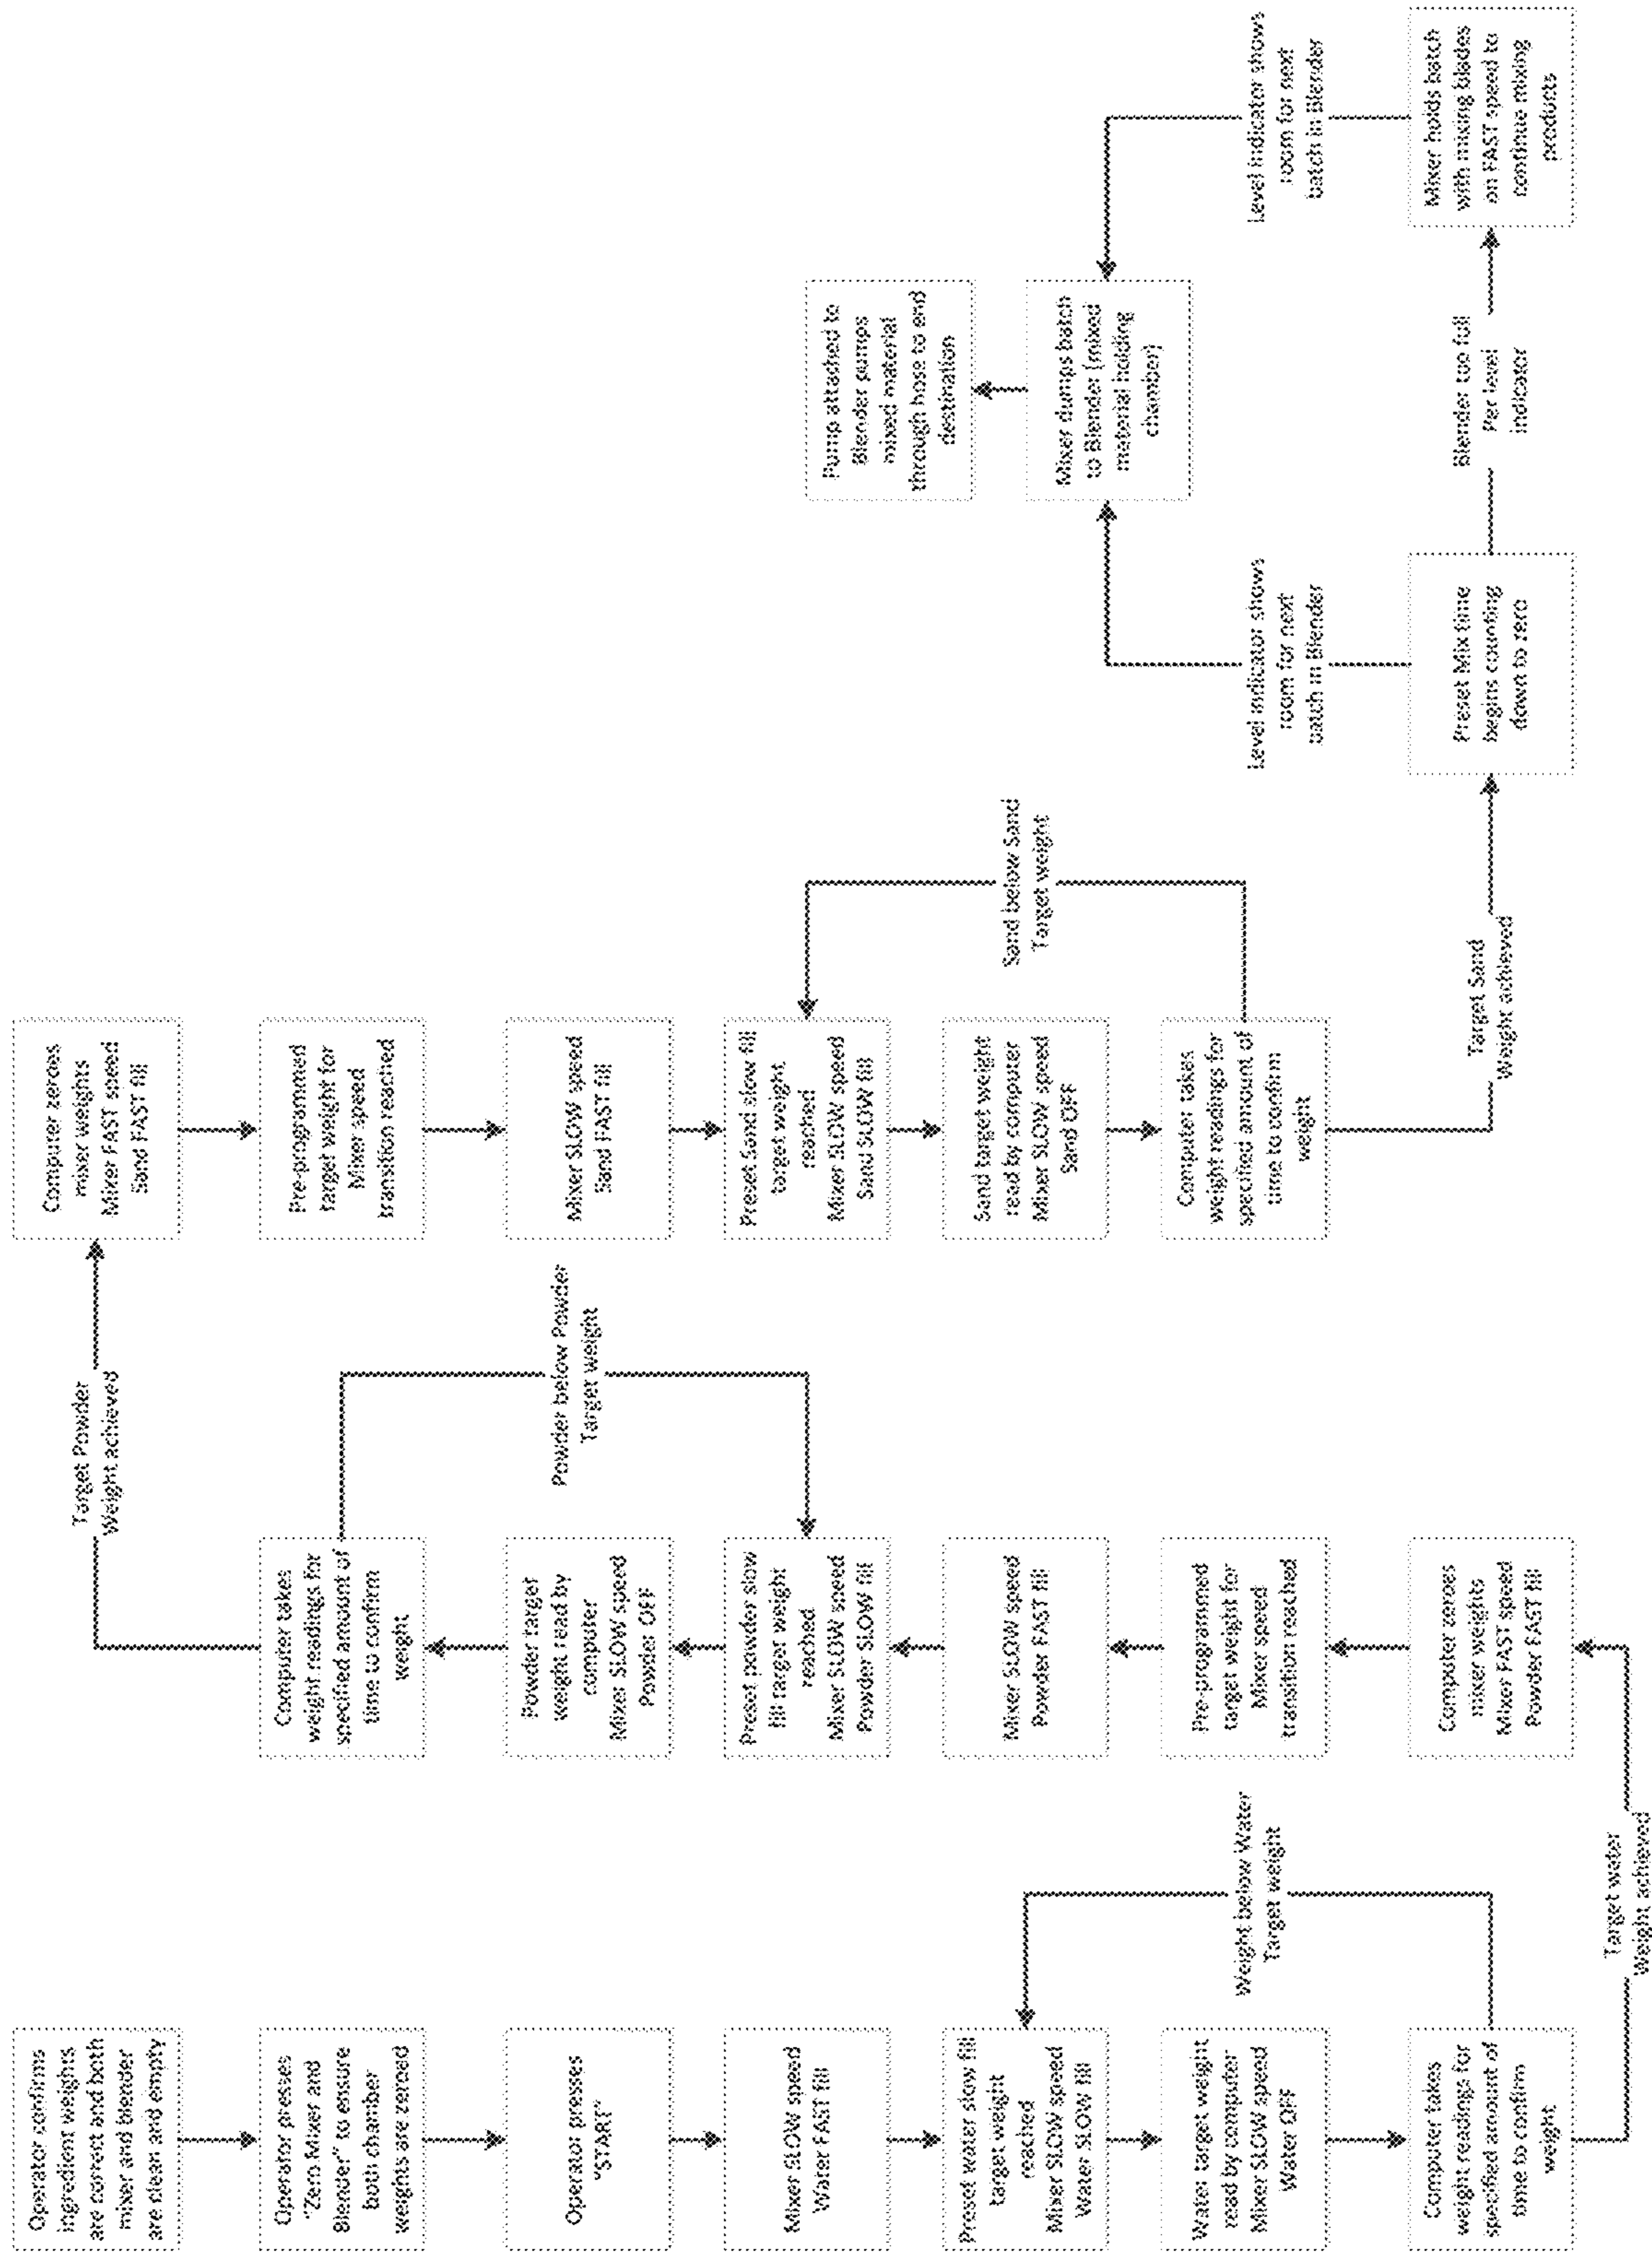 Operator confirms
ingredient weights
are correct and both
mixer and blender
are clean and empty
Operator presses
"Zero Mixer and
Blender" to ensure
both chamber
weights are zeroed
Operator presses
"START"
Mixer SLOW speed
Water FAST fill
Preset water slow fill
target weight
reached
Mixer SLOW speed
Water SLOW fill
Water target weight
read by computer
Mixer SLOW speed
Water OFF
Computer takes
weight readings for
specified amount of
time to confirm
weight
Weight below Water
Target weight
Target water
Weight achieved
Computer zeroes
mixer weights
Mixer FAST speed
Powder FAST fill
Pre-programmed
target weight for
Mixer speed
transition reached
Mixer SLOW speed
Powder FAST fill
Preset powder slow
fill target weight
reached
Mixer SLOW speed
Powder SLOW fill
Powder target
weight read by
computer
Mixer SLOW speed
Powder OFF
Computer takes
weight readings for
specified amount of
time to confirm
weight
Powder below Powder
Target weight
Target Powder
Weight achieved
Computer zeroes
mixer weights
Mixer FAST speed
Sand FAST fill
Pre-programmed
target weight for
Mixer speed
transition reached
Mixer SLOW speed
Sand FAST fill
Preset Sand slow fill
target weight
reached
Mixer SLOW speed
Sand SLOW fill
Sand target weight
read by computer
Mixer SLOW speed
Sand OFF
Computer takes
weight readings for
specified amount of
time to confirm
weight
Sand below Sand
Target weight
Target Sand
Weight achieved
Preset Mix time
begins counting
down to zero
Level indicator shows
room for next
batch in Blender
Blender too full
Per level
indicator
Mixer holds batch
with mixing blades
on FAST speed to
continue mixing
products
Level indicator shows
room for next
batch in Blender
Mixer dumps batch
to Blender (mixed
material holding
chamber)
Pump attached to
Blender pumps
mixed material
through hose to end
destination